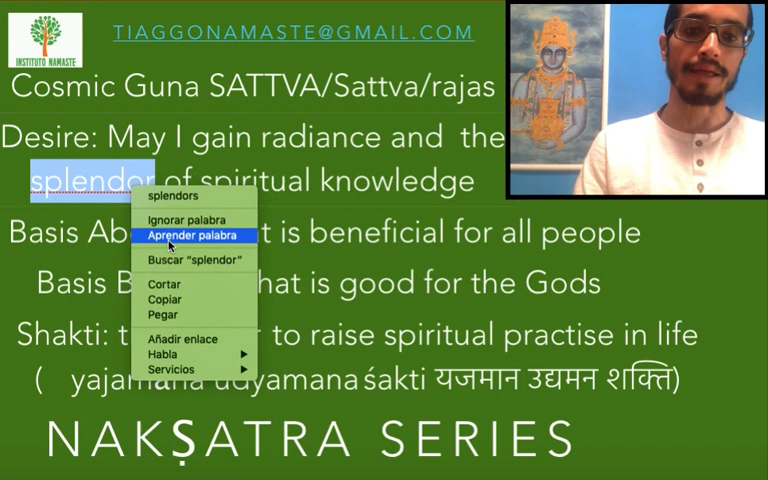 INSTITUTO NAMASTE
TIAGGONAMASTE@GMAIL.COM
Cosmic Guna SATTVA/Sattva/rajas
Desire: May I gain radiance and the
splendor of spiritual knowledge
splendors
Ignorar palabra
Aprender palabra
Buscar “splendor”
Cortar
Copiar
Pegar
Añadir enlace
Habla
Servicios
Basis Ab t is beneficial for all people
Basis B hat is good for the Gods
Shakti: t r to raise spiritual practise in life
( yajamana udyamana śakti यजमान उद्यमन शक्ति)
NAKṢATRA SERIES